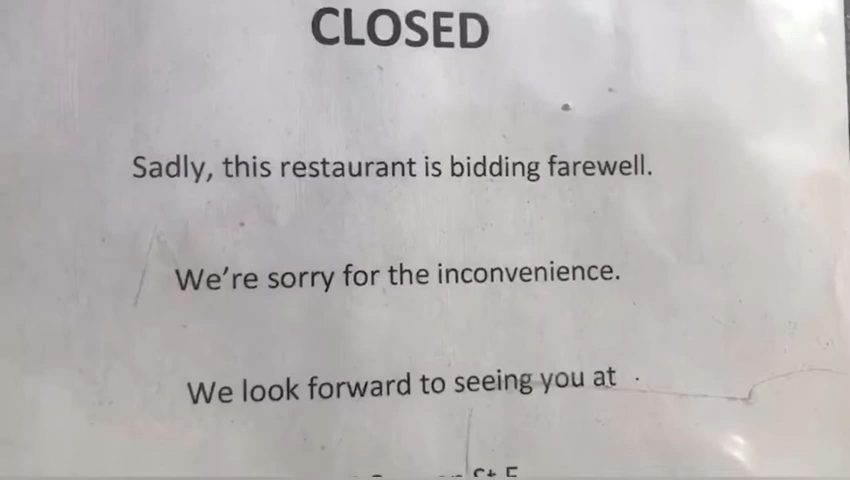 CLOSED
Sadly, this restaurant is bidding farewell.
We're sorry for the inconvenience.
We look forward to seeing you at
St E